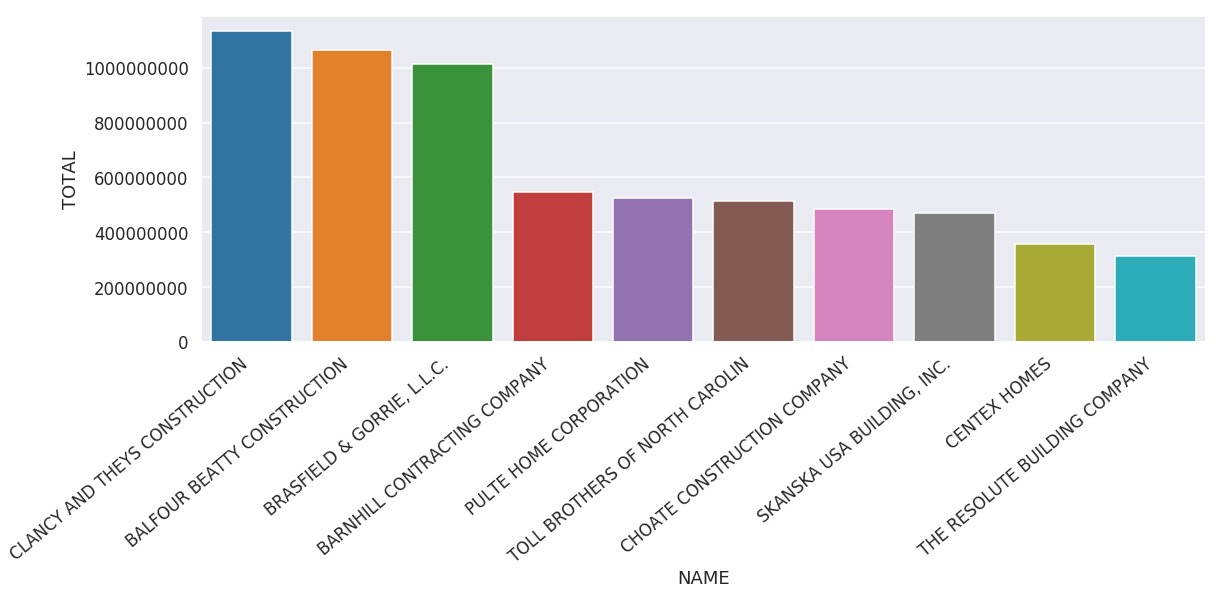 1000000000
800000000
600000000
400000000
200000000
0
TOTAL
CLANCY AND THEYS CONSTRUCTION
BALFOUR BEATTY CONSTRUCTION
BRASFIELD & GORRIE, L.L.C.
BARNHILL CONTRACTING COMPANY
PULTE HOME CORPORATION
TOLL BROTHERS OF NORTH CAROLIN
CHOATE CONSTRUCTION COMPANY
SKANSKA USA BUILDING, INC.
CENTEX HOMES
THE RESOLUTE BUILDING COMPANY
NAME